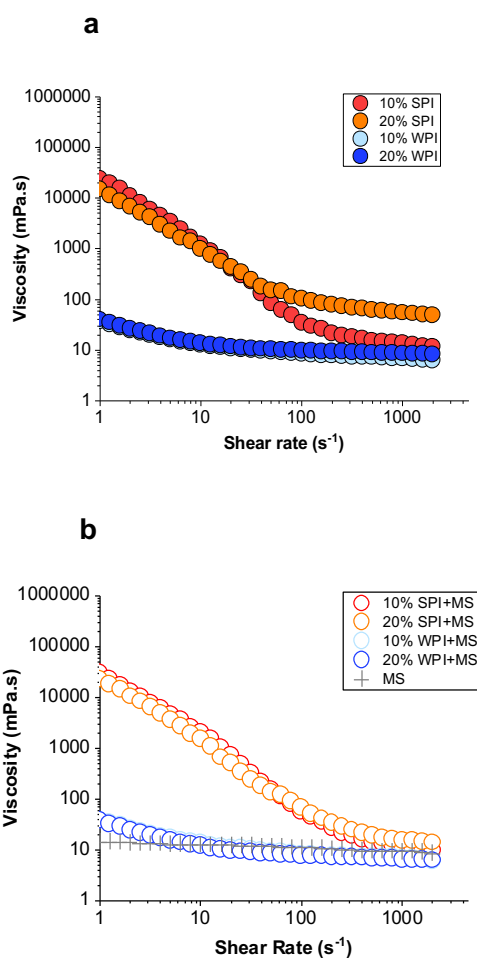 a
1000000
100000
10000
1000
100
10
1
Viscosity (mPa.s)
10% SPI
20% SPI
10% WPI
20% WPI
1 10 100 1000
Shear rate (s⁻¹)
b
1000000
100000
10000
1000
100
10
1
Viscosity (mPa.s)
10% SPI+MS
20% SPI+MS
10% WPI+MS
20% WPI+MS
MS
1 10 100 1000
Shear Rate (s⁻¹)